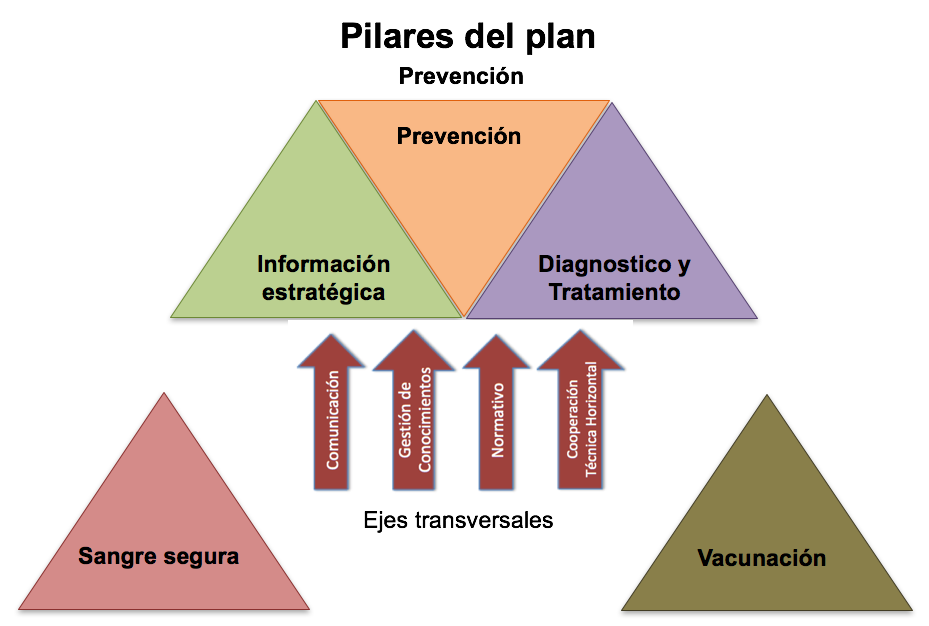 Pilares del plan
Prevención
Prevención
Información
estratégica
Diagnostico y
Tratamiento
Comunicación
Gestión de
Conocimientos
Normativo
Cooperación
Técnica Horizontal
Ejes transversales
Sangre segura
Vacunación